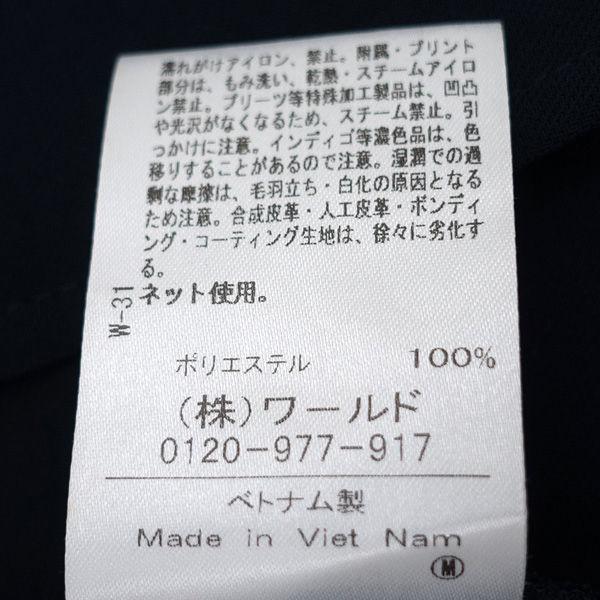 濡れがけアイロン、禁止。附属・プリント
部分は、もみ洗い、乾熱・スチームアイロ
ン禁止。プリーツ等特殊加工製品は、凹凸
や光沢がなくなるため、スチーム禁止。引
っかけに注意。インディゴ等濃色品は、色
移りすることがあるので注意。湿潤での過
剰な摩擦は、毛羽立ち・白化の原因となる
ため注意。合成皮革・人工皮革・ボンディ
ング・コーティング生地は、徐々に劣化す
る。
ネット使用。
W-31
ポリエステル 100%
(株)ワールド
0120-977-917
ベトナム製
Made in Viet Nam
M